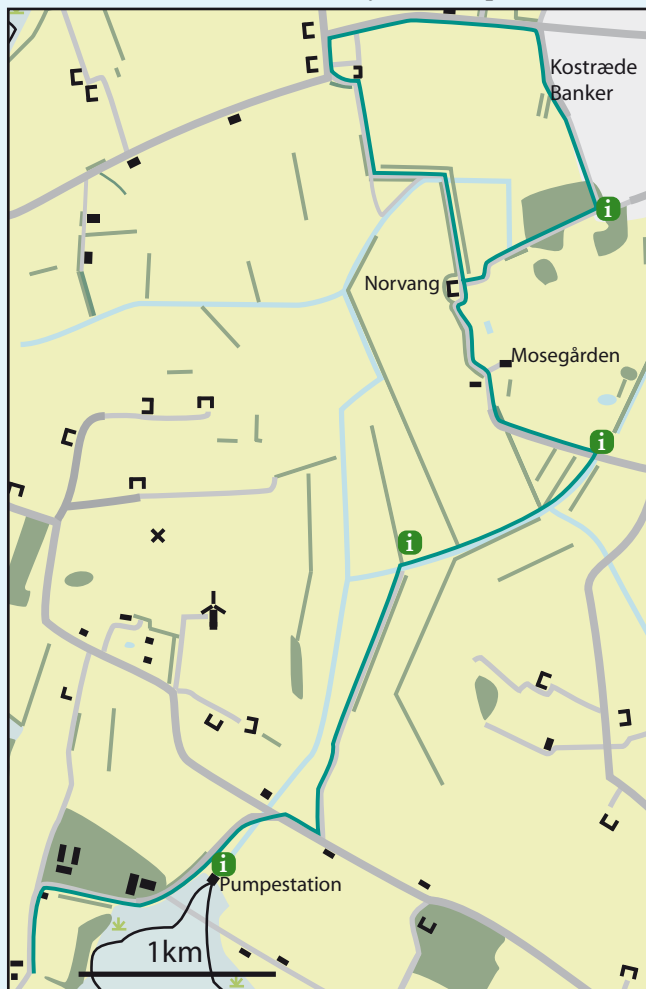 Kostræde
Banker
i
Norvang
Mosegården
i
i
i
Pumpestation
1km